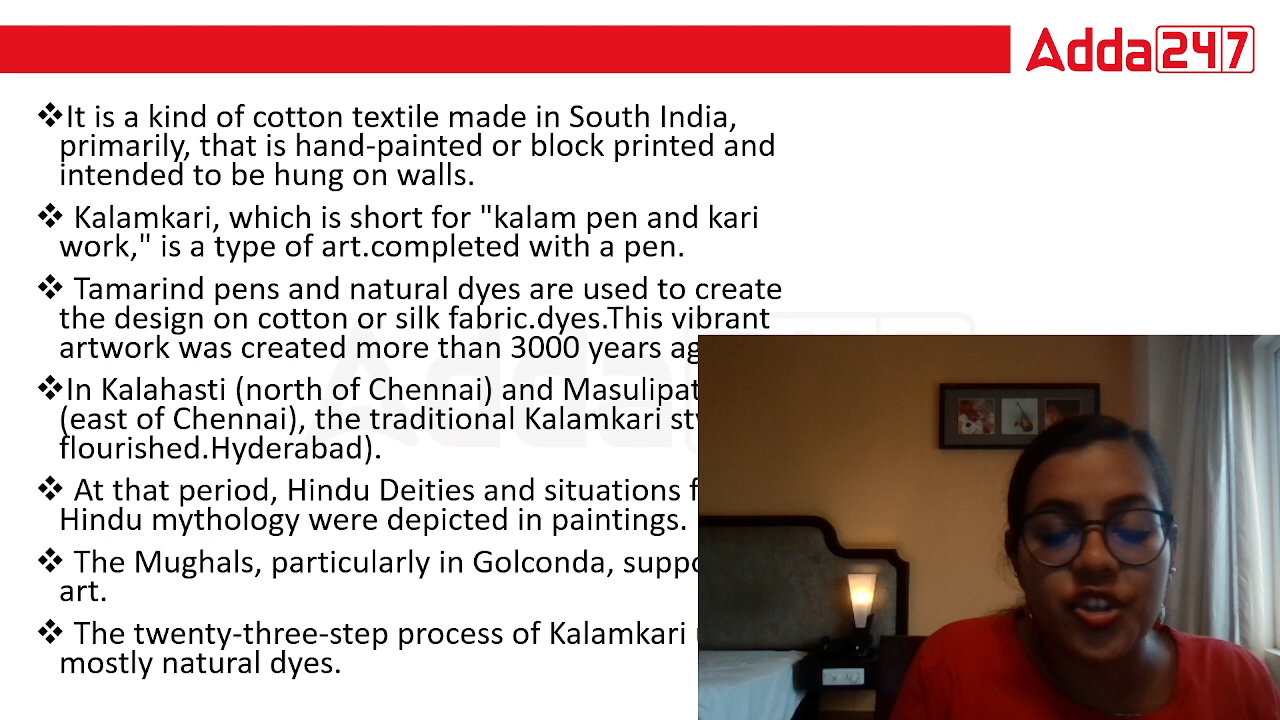 Adda247
❖It is a kind of cotton textile made in South India,
primarily, that is hand-painted or block printed and
intended to be hung on walls.
❖ Kalamkari, which is short for "kalam pen and kari
work," is a type of art.completed with a pen.
❖ Tamarind pens and natural dyes are used to create
the design on cotton or silk fabric.dyes.This vibrant
artwork was created more than 3000 years
❖In Kalahasti (north of Chennai) and
(east of Chennai), the traditional Kalamkari
flourished.Hyderabad).
❖ At that period, Hindu Deities and situations
Hindu mythology were depicted in paintings.
❖ The Mughals, particularly in Golconda,
art.
❖ The twenty-three-step process of Kalamkari
mostly natural dyes.